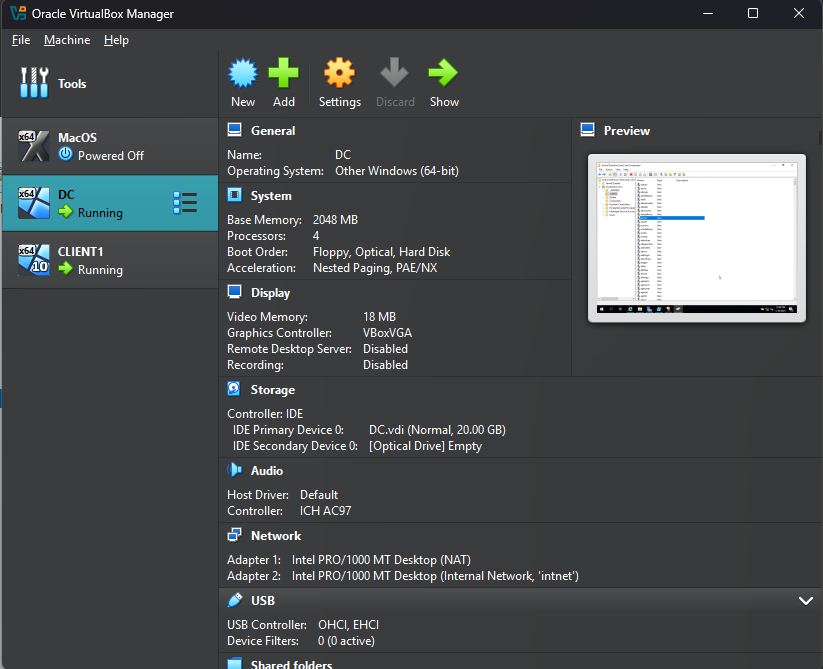 Oracle VirtualBox Manager
File Machine Help
Tools
New Add Settings Discard Show
x64
MacOS
Powered Off
x64
DC
Running
x64
10
CLIENT1
Running
General
Name: DC
Operating System: Other Windows (64-bit)
System
Base Memory: 2048 MB
Processors: 4
Boot Order: Floppy, Optical, Hard Disk
Acceleration: Nested Paging, PAE/NX
Display
Video Memory: 18 MB
Graphics Controller: VBoxVGA
Remote Desktop Server: Disabled
Recording: Disabled
Storage
Controller: IDE
IDE Primary Device 0: DC.vdi (Normal, 20.00 GB)
IDE Secondary Device 0: [Optical Drive] Empty
Audio
Host Driver: Default
Controller: ICH AC97
Network
Adapter 1: Intel PRO/1000 MT Desktop (NAT)
Adapter 2: Intel PRO/1000 MT Desktop (Internal Network, 'intnet')
USB
USB Controller: OHCI, EHCI
Device Filters: 0 (0 active)
Shared folders
Preview